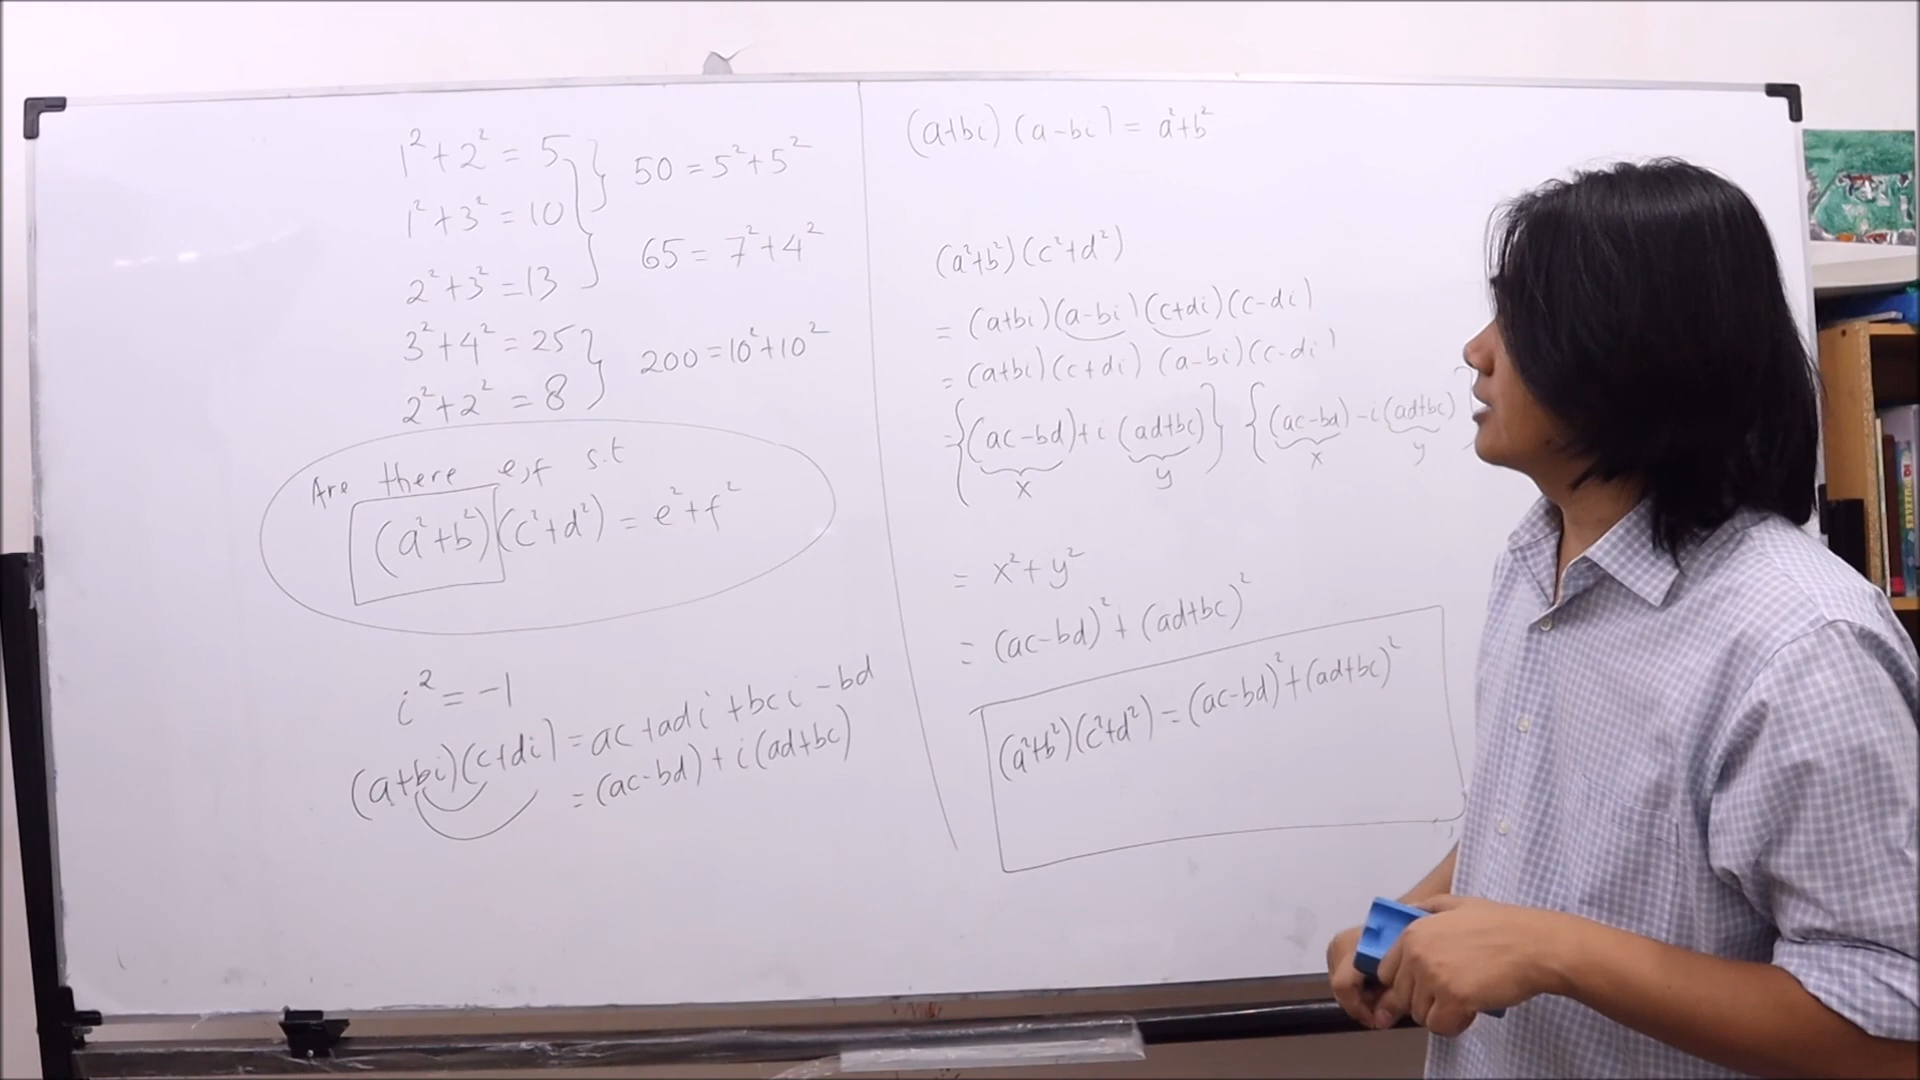 1² + 2² = 5
1² + 3² = 10
2² + 3² = 13
3² + 4² = 25
2² + 2² = 8
50 = 5² + 5²
65 = 7² + 4²
200 = 10² + 10²
Are there e,f s.t
(a²+b²)(c²+d²) = e²+f²
i² = -1
(a+bi)(c+di) = ac + adi + bci - bd
= (ac-bd) + i(ad+bc)
(a+bi)(a-bi) = a²+b²
(a²+b²)(c²+d²)
= (a+bi)(a-bi)(c+di)(c-di)
= (a+bi)(c+di)(a-bi)(c-di)
= {(ac-bd)+i(ad+bc)} {(ac-bd)-i(ad+bc)
x y x y
= x²+y²
= (ac-bd)² + (ad+bc)²
(a²+b²)(c²+d²) = (ac-bd)²+(ad+bc)²